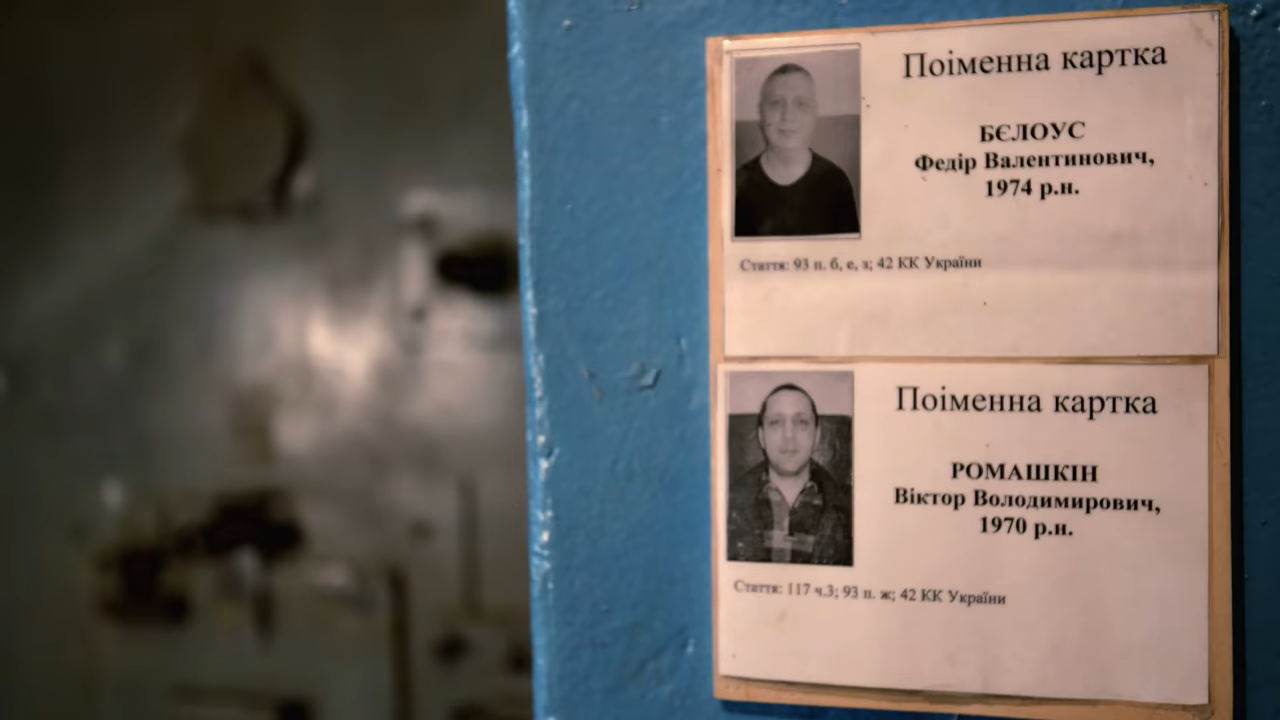 Поіменна картка
БЄЛОУС
Федір Валентинович,
1974 р.н.
Стаття: 93 п. б, е, з; 42 КК України
Поіменна картка
РОМАШКІН
Віктор Володимирович,
1970 р.н.
Стаття: 117 ч.3; 93 п. ж; 42 КК України